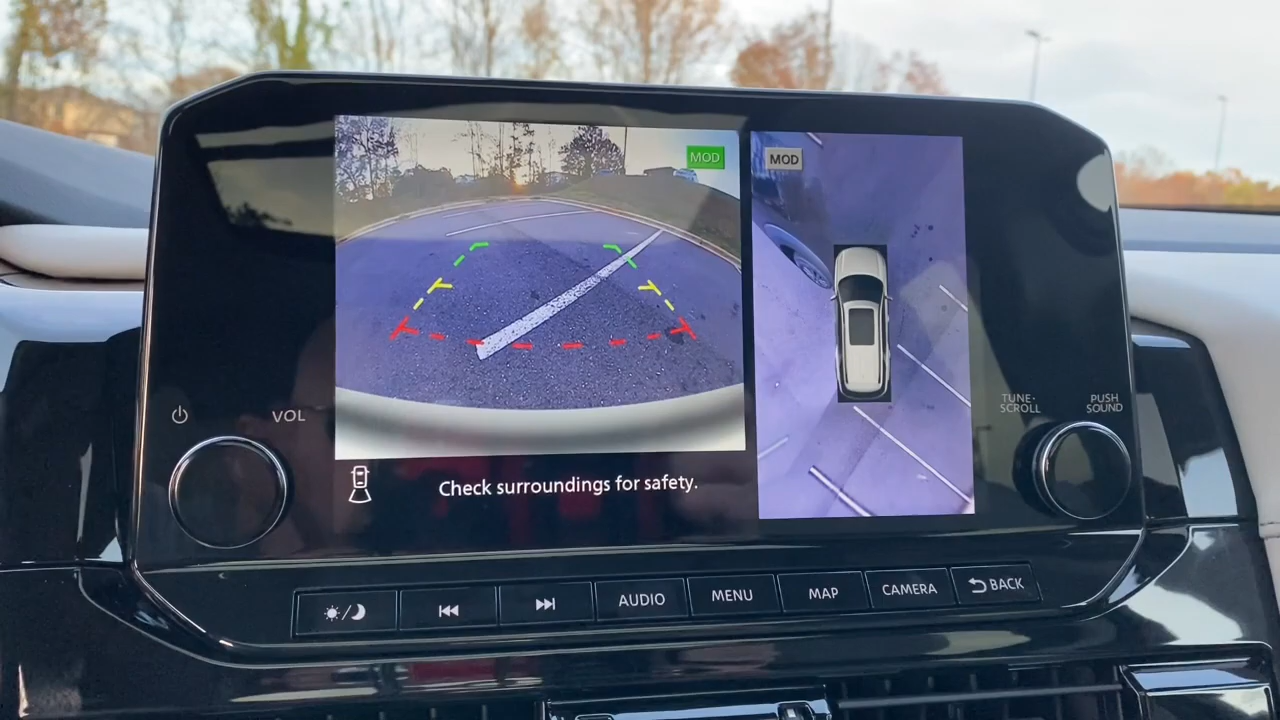 MOD
MOD
Check surroundings for safety.
VOL
TUNE·
SCROLL
PUSH
SOUND
AUDIO
MENU
MAP
CAMERA
BACK